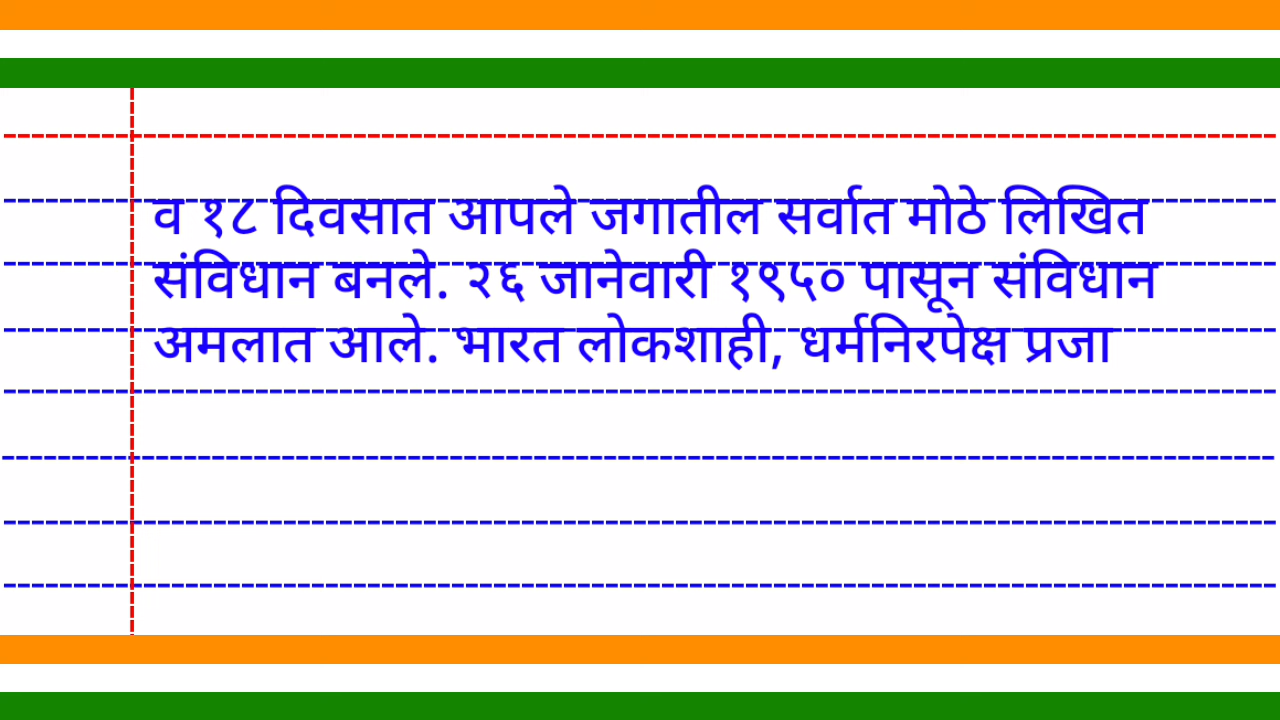 व १८ दिवसात आपले जगातील सर्वात मोठे लिखित
संविधान बनले. २६ जानेवारी १९५० पासून संविधान
अमलात आले. भारत लोकशाही, धर्मनिरपेक्ष प्रजा